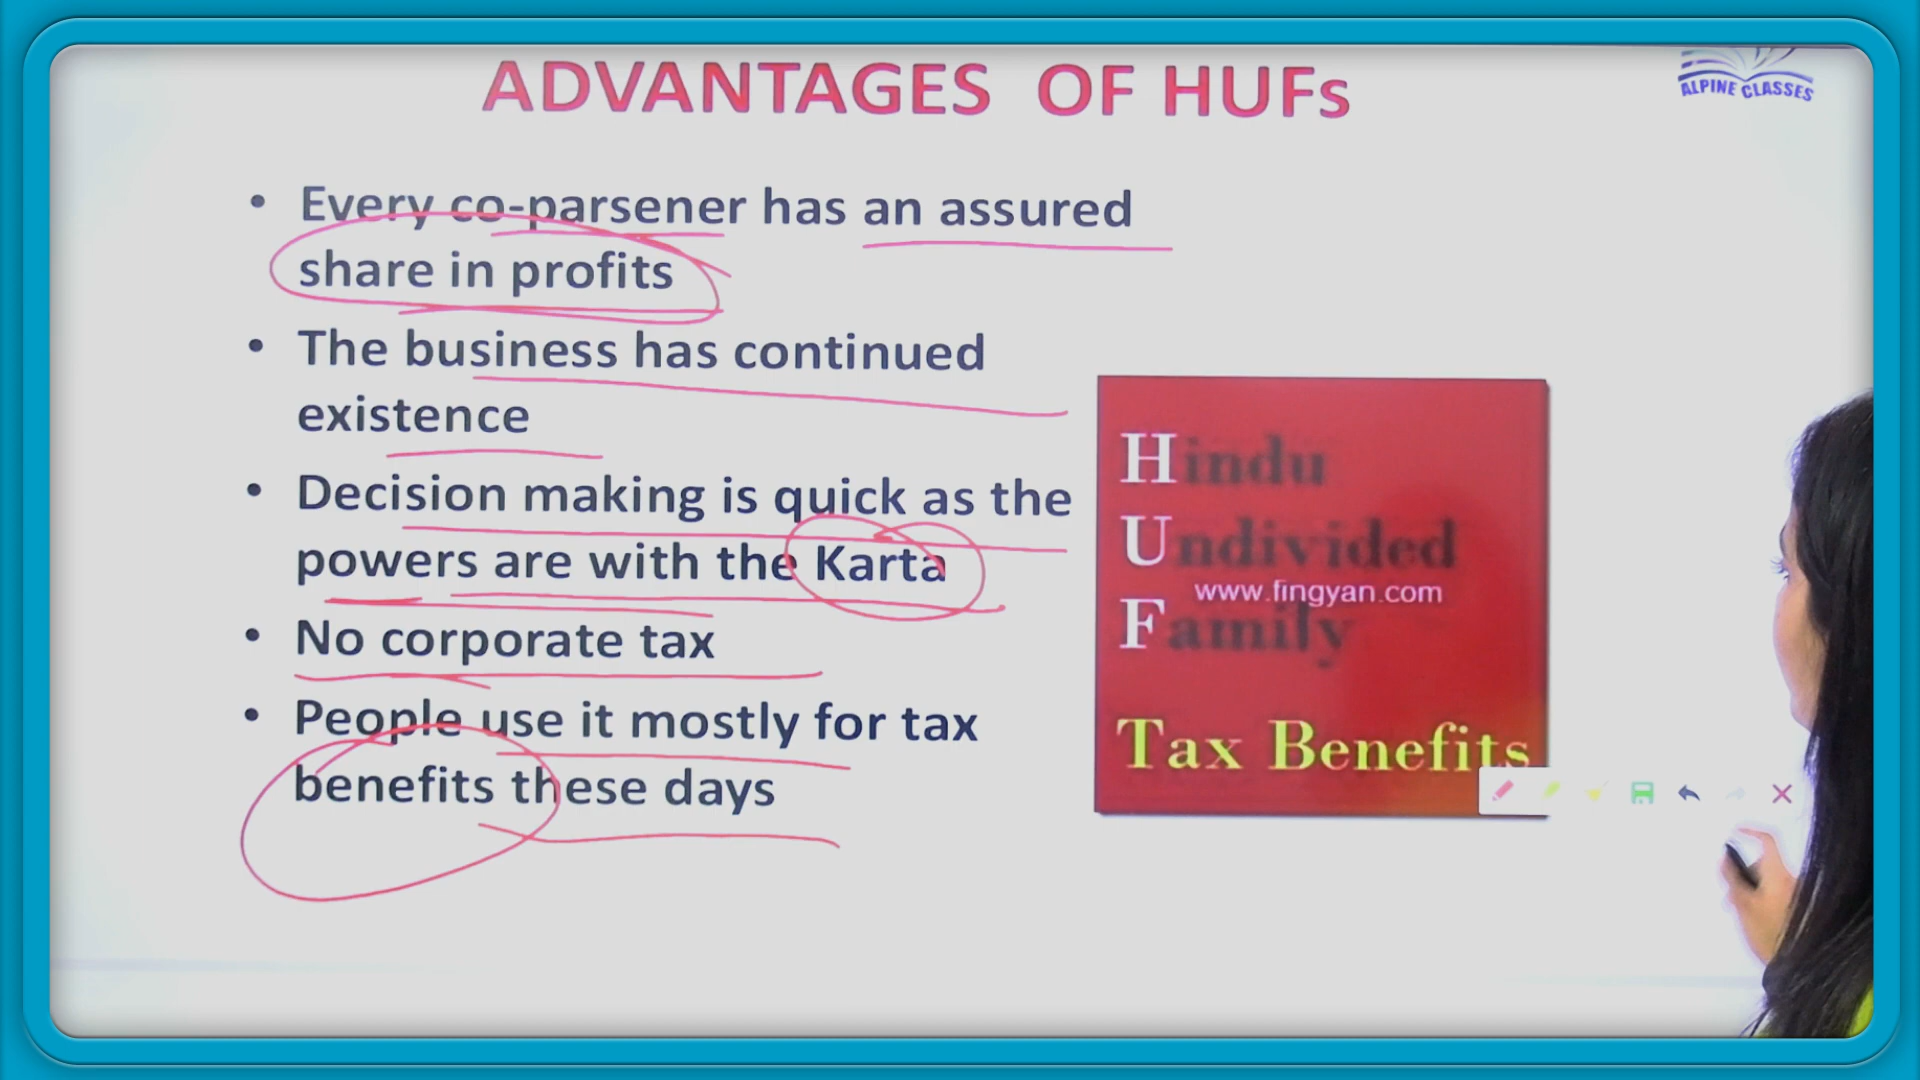 ADVANTAGES OF HUFs
ALPINE CLASSES
• Every co-parsener has an assured
share in profits
• The business has continued
existence
• Decision making is quick as the
powers are with the Karta
• No corporate tax
• People use it mostly for tax
benefits these days
Hindu
Undivided
www.fingyan.com
Family
Tax Benefits